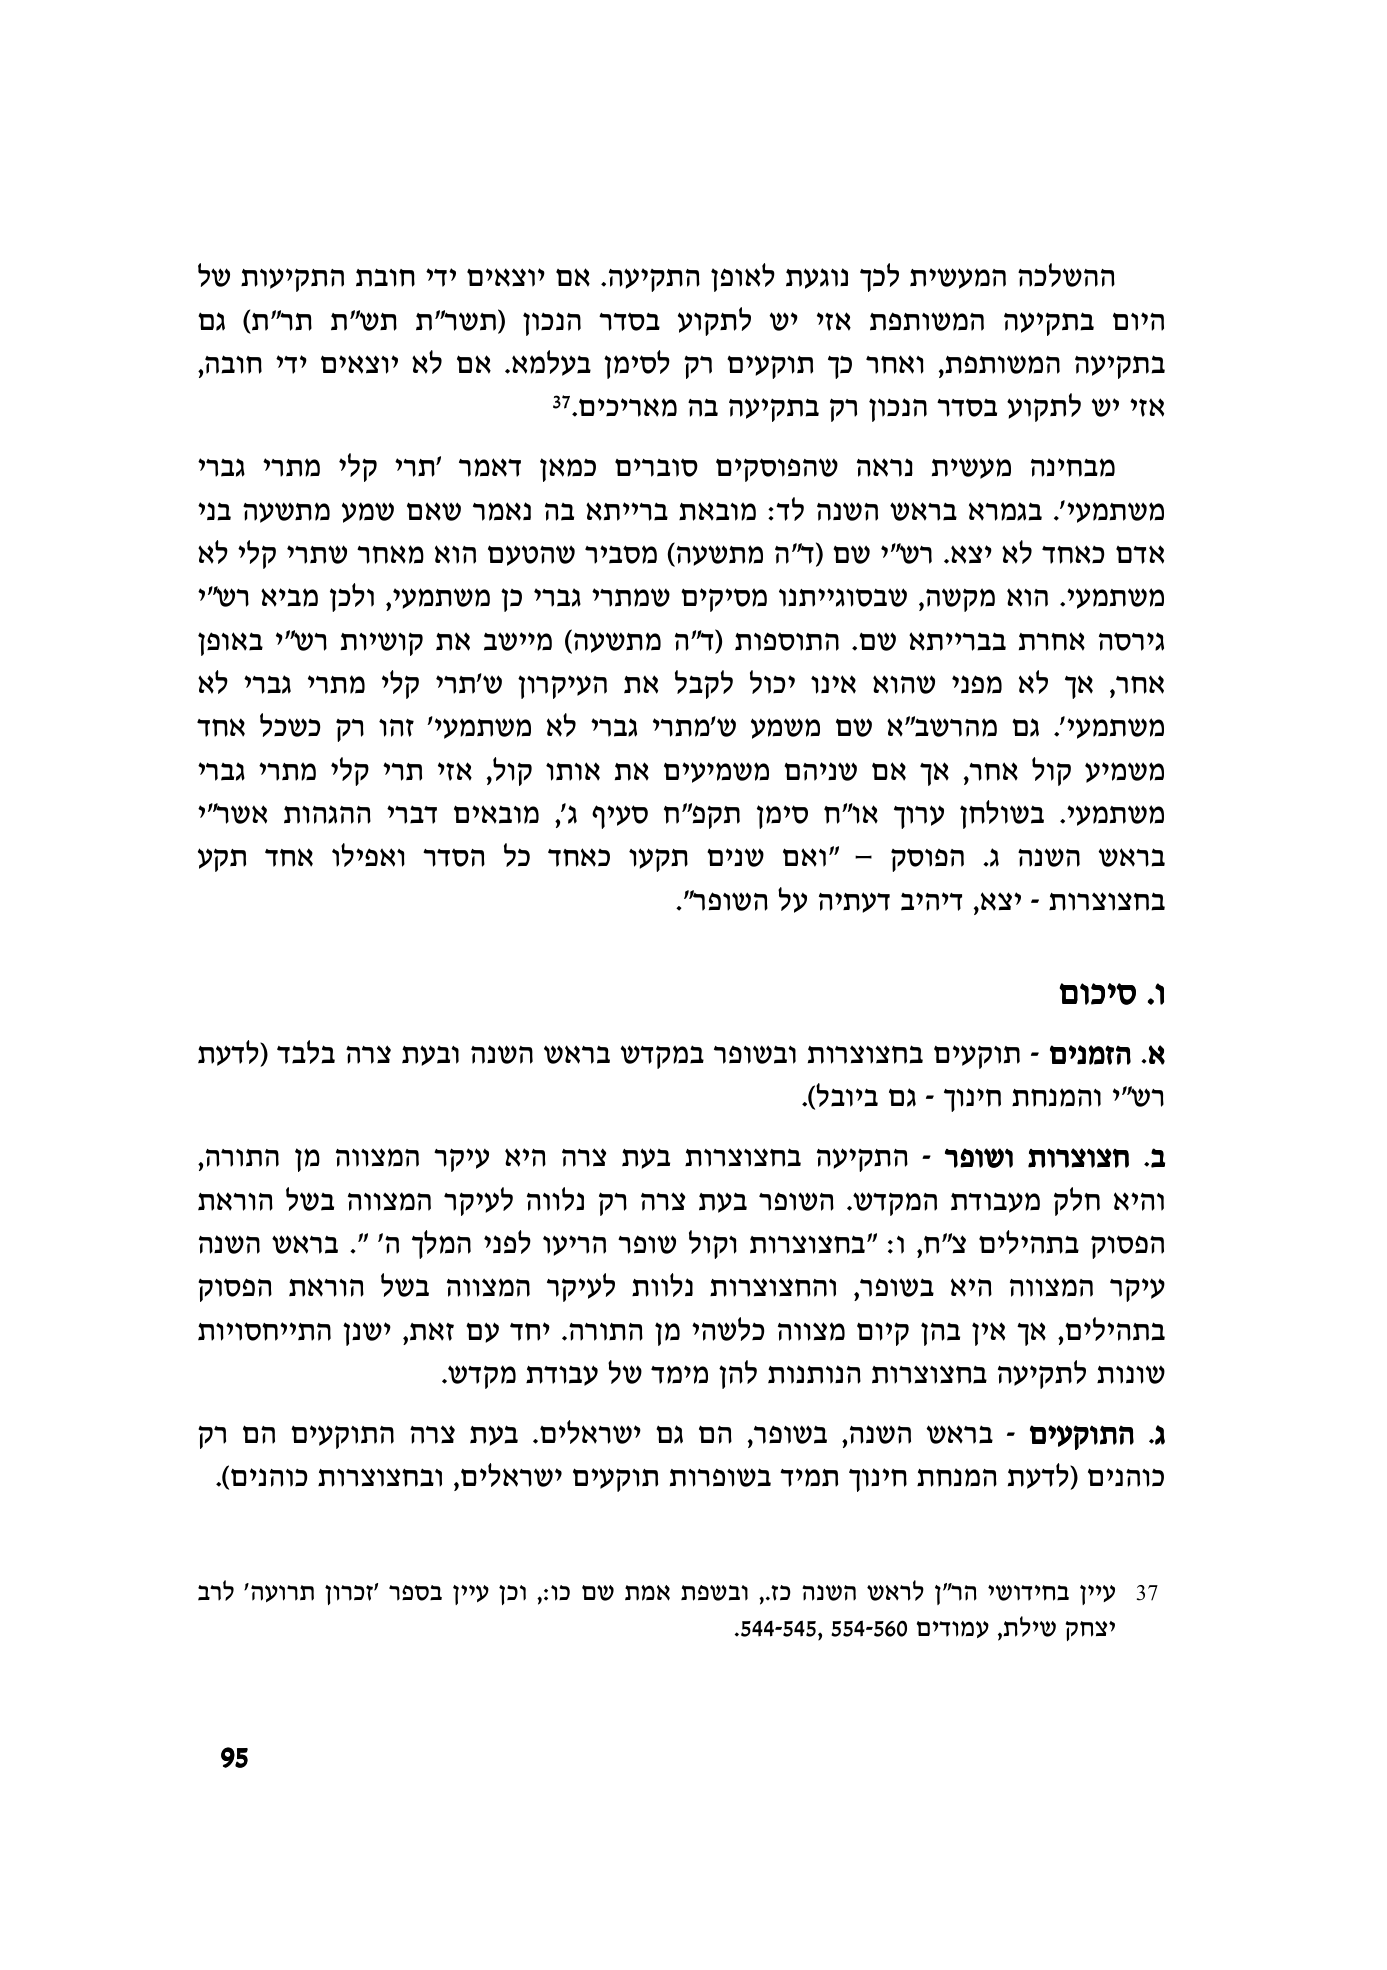 ההשלכה המעשית לכך נוגעת לאופן התקיעה. אם יוצאים ידי חובת התקיעות של
היום בתקיעה המשותפת אזי יש לתקוע בסדר הנכון (תשר"ת תש"ת תר"ת) גם
בתקיעה המשותפת, ואחר כך תוקעים רק לסימן בעלמא. אם לא יוצאים ידי חובה,
אזי יש לתקוע בסדר הנכון רק בתקיעה בה מאריכים.37
מבחינה מעשית נראה שהפוסקים סוברים כמאן דאמר 'תרי קלי מתרי גברי
משתמעי'. בגמרא בראש השנה לד: מובאת ברייתא בה נאמר שאם שמע מתשעה בני
אדם כאחד לא יצא. רש"י שם (ד"ה מתשעה) מסביר שהטעם הוא מאחר שתרי קלי לא
משתמעי. הוא מקשה, שבסוגייתנו מסיקים שמתרי גברי כן משתמעי, ולכן מביא רש"י
גירסה אחרת בברייתא שם. התוספות (ד"ה מתשעה) מיישב את קושיות רש"י באופן
אחר, אך לא מפני שהוא אינו יכול לקבל את העיקרון ש'תרי קלי מתרי גברי לא
משתמעי'. גם מהרשב"א שם משמע ש'מתרי גברי לא משתמעי' זהו רק כשכל אחד
משמיע קול אחר, אך אם שניהם משמיעים את אותו קול, אזי תרי קלי מתרי גברי
משתמעי. בשולחן ערוך או"ח סימן תקפ"ח סעיף ג', מובאים דברי ההגהות אשר"י
בראש השנה ג. הפוסק – "ואם שנים תקעו כאחד כל הסדר ואפילו אחד תקע
בחצוצרות - יצא, דיהיב דעתיה על השופר".
ו. סיכום
א. הזמנים - תוקעים בחצוצרות ובשופר במקדש בראש השנה ובעת צרה בלבד (לדעת
רש"י והמנחת חינוך - גם ביובל).
ב. חצוצרות ושופר - התקיעה בחצוצרות בעת צרה היא עיקר המצווה מן התורה,
והיא חלק מעבודת המקדש. השופר בעת צרה רק נלווה לעיקר המצווה בשל הוראת
הפסוק בתהילים צ"ח, ו: "בחצוצרות וקול שופר הריעו לפני המלך ה' ". בראש השנה
עיקר המצווה היא בשופר, והחצוצרות נלוות לעיקר המצווה בשל הוראת הפסוק
בתהילים, אך אין בהן קיום מצווה כלשהי מן התורה. יחד עם זאת, ישנן התייחסויות
שונות לתקיעה בחצוצרות הנותנות להן מימד של עבודת מקדש.
ג. התוקעים - בראש השנה, בשופר, הם גם ישראלים. בעת צרה התוקעים הם רק
כוהנים (לדעת המנחת חינוך תמיד בשופרות תוקעים ישראלים, ובחצוצרות כוהנים).
37 עיין בחידושי הר"ן לראש השנה כז., ובשפת אמת שם כו:, וכן עיין בספר 'זכרון תרועה' לרב
יצחק שילת, עמודים 554-560 ,544-545.
95